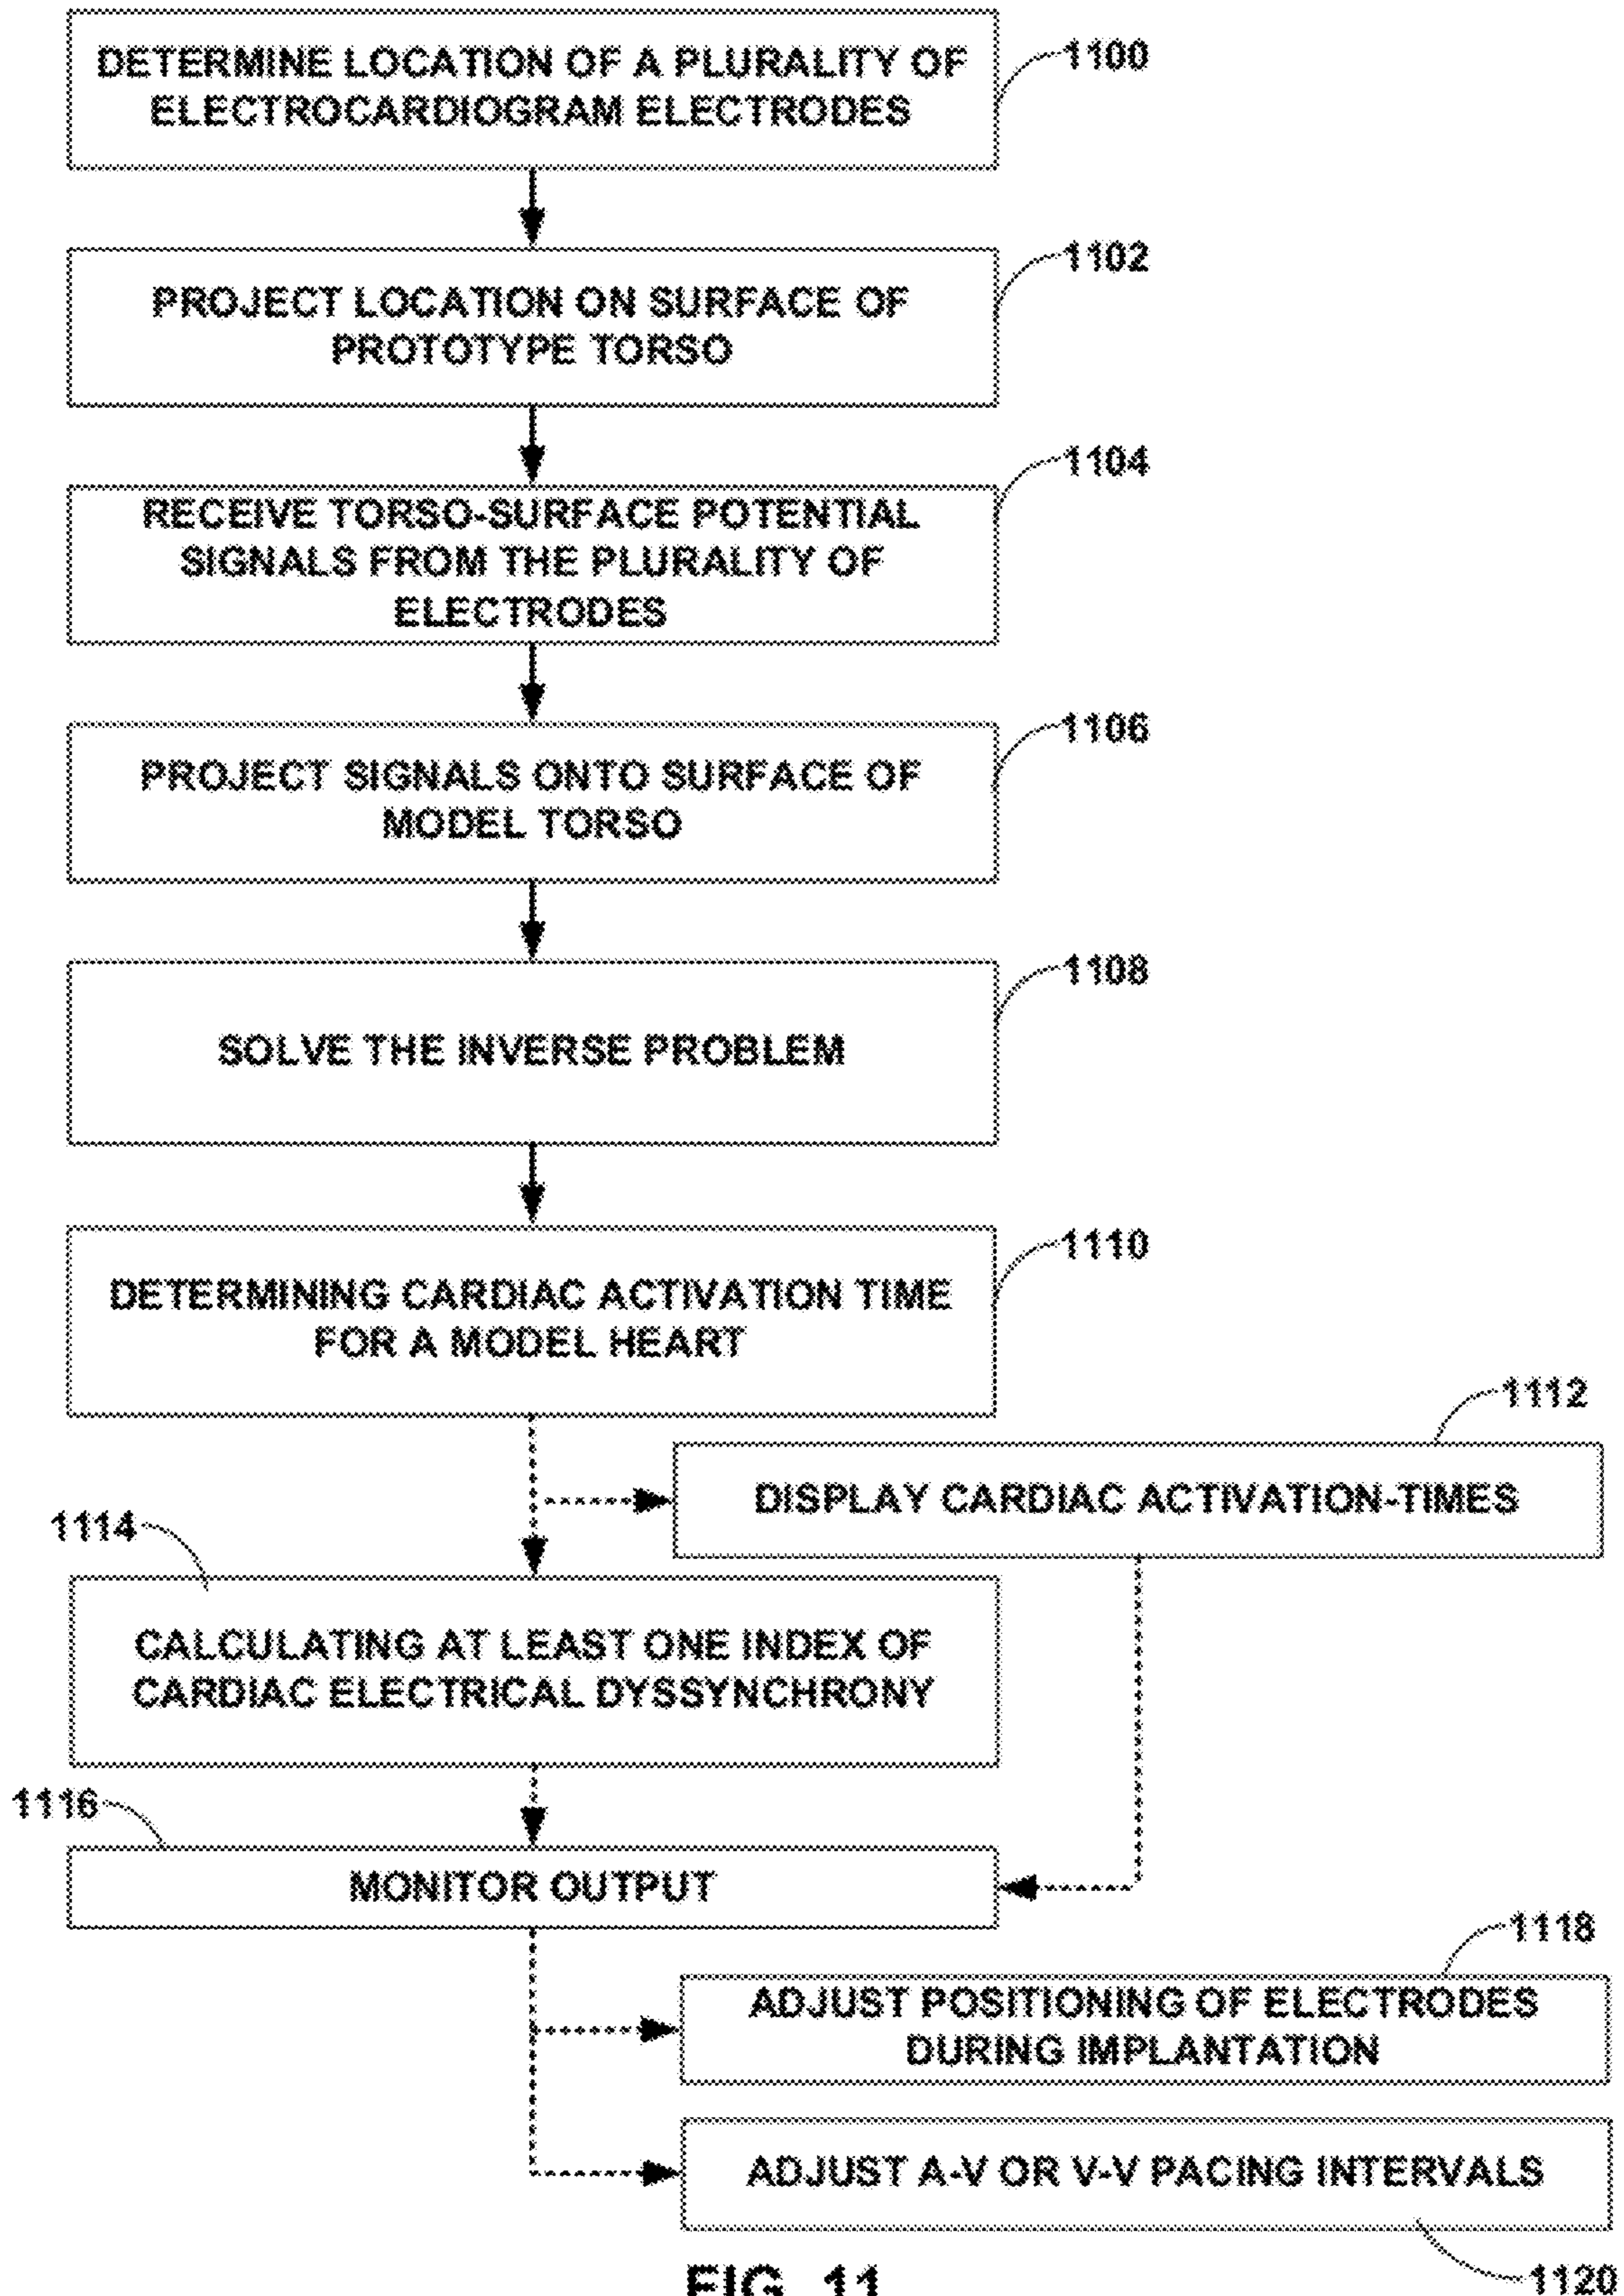 DETERMINE LOCATION OF A PLURALITY OF
ELECTROCARDIOGRAM ELECTRODES
1100
PROJECT LOCATION ON SURFACE OF
PROTOTYPE TORSO
1102
RECEIVE TORSO-SURFACE POTENTIAL
SIGNALS FROM THE PLURALITY OF
ELECTRODES
1104
PROJECT SIGNALS ONTO SURFACE OF
MODEL TORSO
1106
SOLVE THE INVERSE PROBLEM
1108
DETERMINING CARDIAC ACTIVATION TIME
FOR A MODEL HEART
1110
1112
DISPLAY CARDIAC ACTIVATION-TIMES
1114
CALCULATING AT LEAST ONE INDEX OF
CARDIAC ELECTRICAL DYSSYNCHRONY
1116
MONITOR OUTPUT
1118
ADJUST POSITIONING OF ELECTRODES
DURING IMPLANTATION
ADJUST A-V OR V-V PACING INTERVALS
1120
FIG. 11